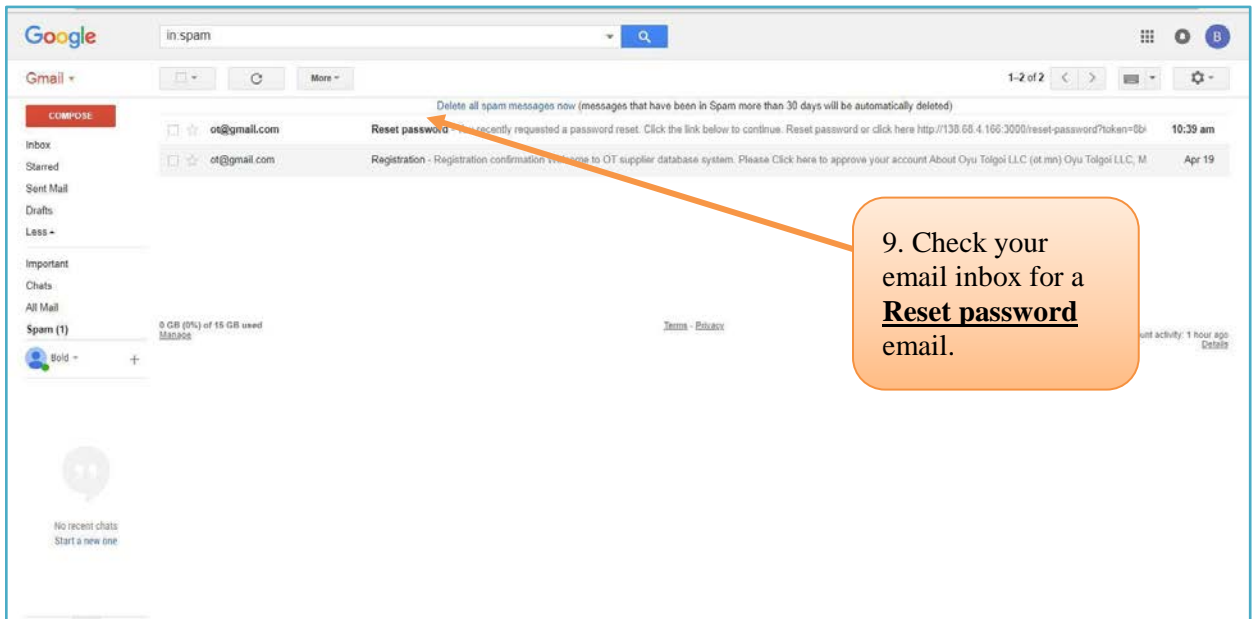 Google
in:spam
B
Gmail
More
1-2 of 2
COMPOSE
Delete all spam messages now (messages that have been in Spam more than 30 days will be automatically deleted)
ot@gmail.com Reset password - recently requested a password reset. Click the link below to continue. Reset password or click here http://138.68.4.166:3000/reset-password?token=8b 10:39 am
ot@gmail.com Registration - Registration confirmation Welcome to OT supplier database system. Please Click here to approve your account About Oyu Tolgoi LLC (ot.mn) Oyu Tolgoi LLC, M Apr 19
Inbox
Starred
Sent Mail
Drafts
Less
Important
Chats
All Mail
Spam (1)
Bold +
9. Check your
email inbox for a
Reset password
email.
0 GB (0%) of 15 GB used
Manage
Terms - Privacy
unt activity: 1 hour ago
Details
No recent chats
Start a new one